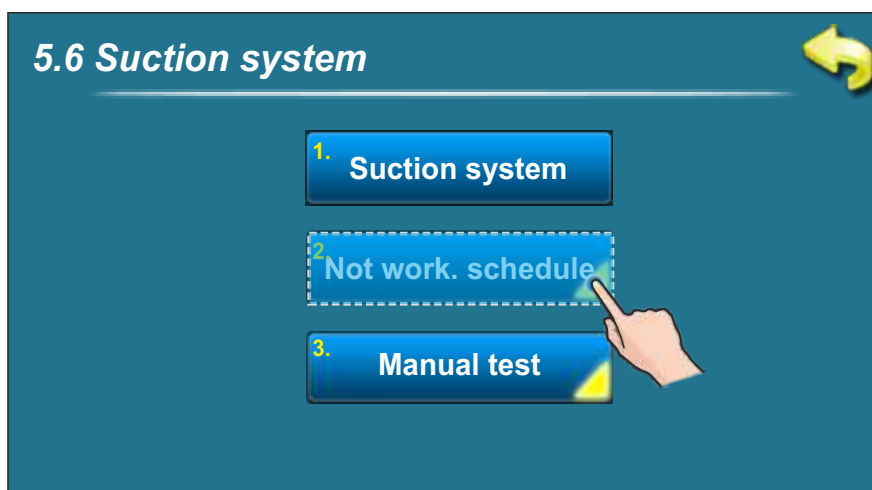 5.6 Suction system
1.
Suction system
2.
Not work. schedule
3.
Manual test